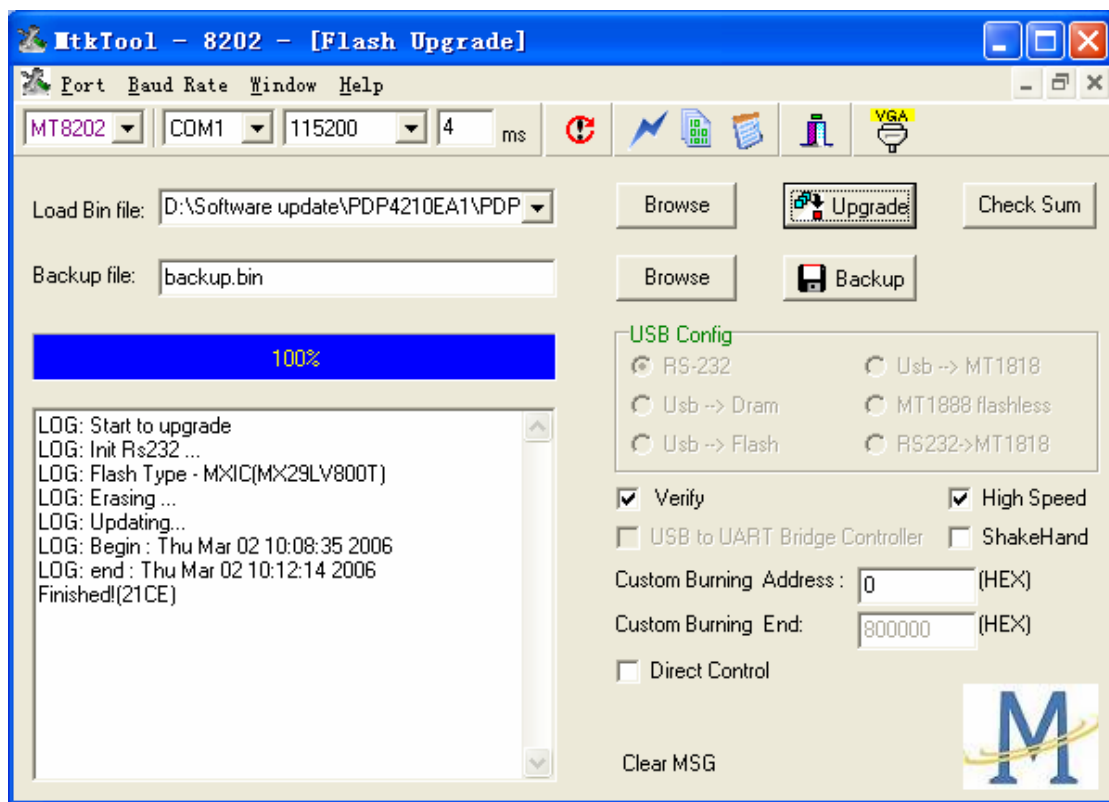 MtkTool - 8202 - [Flash Upgrade]
Port Baud Rate Window Help
MT8202 COM1 115200 4 ms VGA
Load Bin file: D:\Software update\PDP4210EA1\PDP Browse Upgrade Check Sum
Backup file: backup.bin Browse Backup
100%
USB Config
RS-232 Usb --> MT1818
Usb --> Dram MT1888 flashless
Usb --> Flash RS232->MT1818
LOG: Start to upgrade
LOG: Init Rs232 ...
LOG: Flash Type - MXIC(MX29LV800T)
LOG: Erasing ...
LOG: Updating...
LOG: Begin : Thu Mar 02 10:08:35 2006
LOG: end : Thu Mar 02 10:12:14 2006
Finished!(21CE)
Verify High Speed
USB to UART Bridge Controller ShakeHand
Custom Burning Address : 0 (HEX)
Custom Burning End: 800000 (HEX)
Direct Control
Clear MSG
M